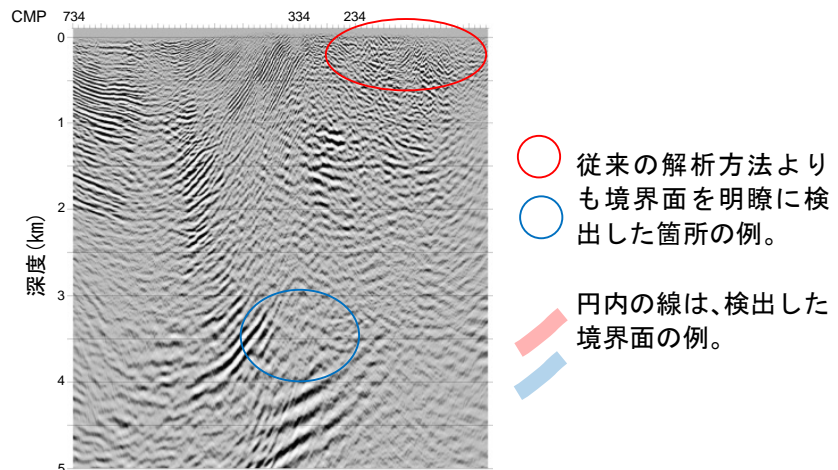 CMP 734 334 234
0
1
2
3
4
5
深度(㎞)
従来の解析方法より
も境界面を明瞭に検
出した箇所の例。
円内の線は、検出した
境界面の例。